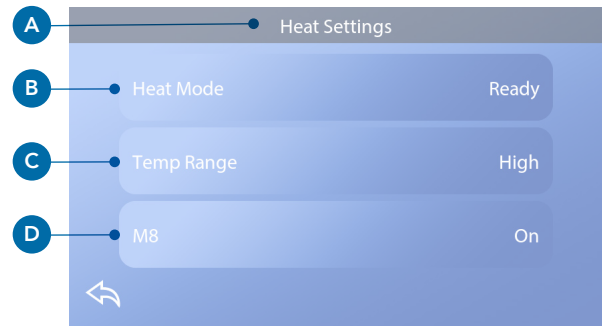 A
Heat Settings
B
Heat Mode Ready
C
Temp Range High
D
M8 On